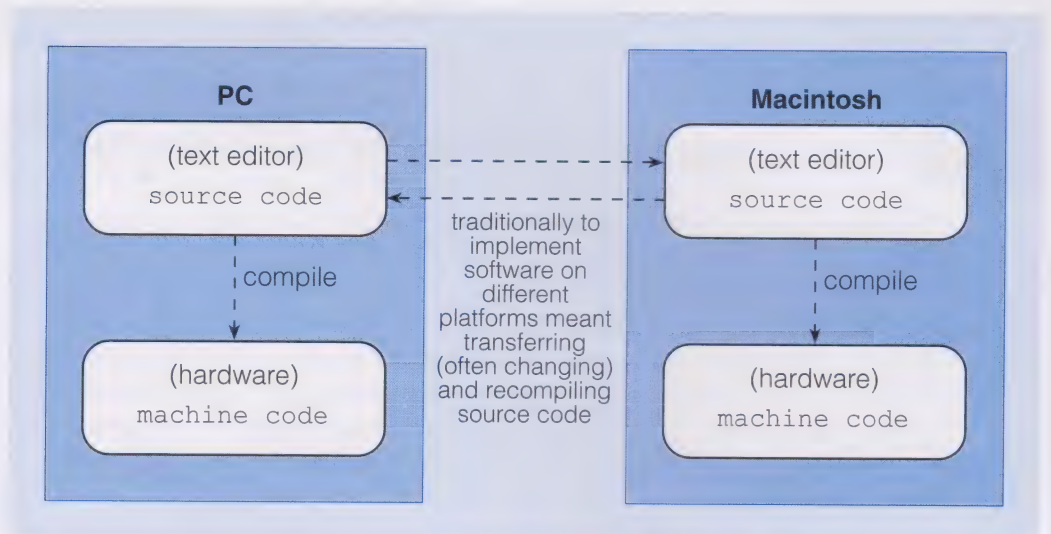 PC
(text editor)
source code
compile
(hardware)
machine code
traditionally to
implement
software on
different
platforms meant
transferring
(often changing)
and recompiling
source code
Macintosh
(text editor)
source code
compile
(hardware)
machine code